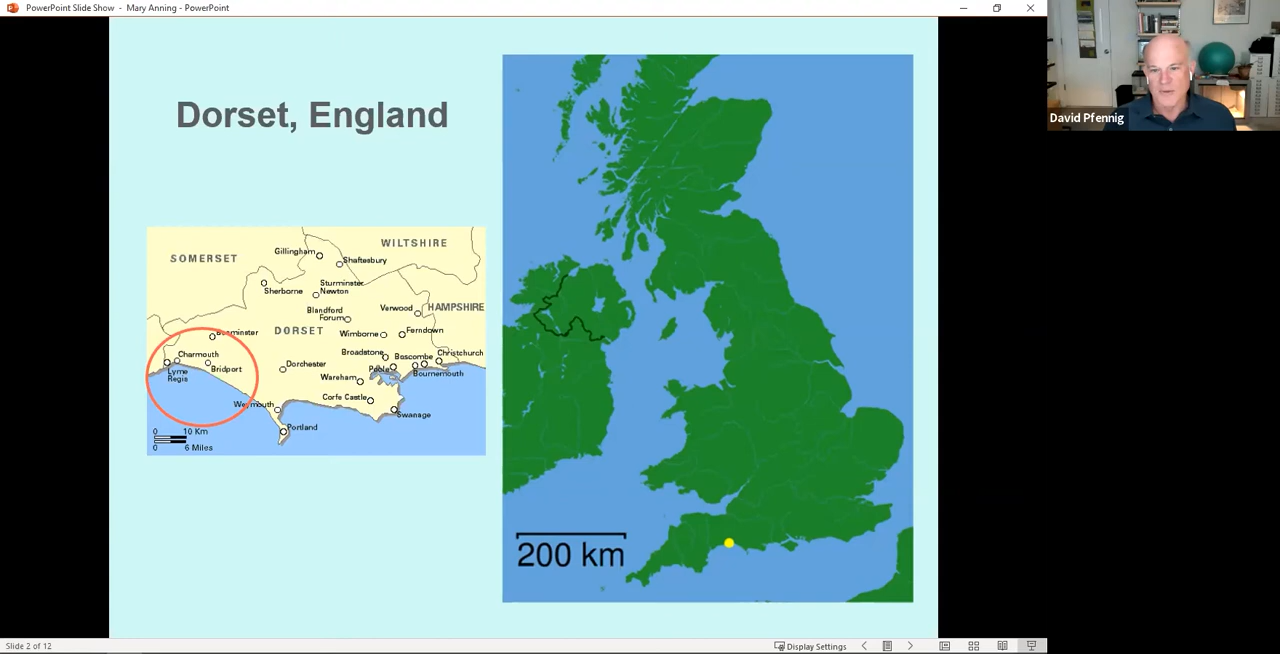 PowerPoint Slide Show - Mary Anning - PowerPoint
David Pfennig
Dorset, England
SOMERSET
WILTSHIRE
Gillingham
Shaftesbury
Sherborne
Sturminster
Newton
Blandford
Forum
Verwood
HAMPSHIRE
DORSET
Wimborne
Ferndown
Beaminster
Charmouth
Lyme
Regis
Bridport
Dorchester
Broadstone
Boscombe
Christchurch
Poole
Bournemouth
Wareham
Corfe Castle
Swanage
Weymouth
Portland
0 10 Km
0 6 Miles
200 km
Slide 2 of 12
Display Settings